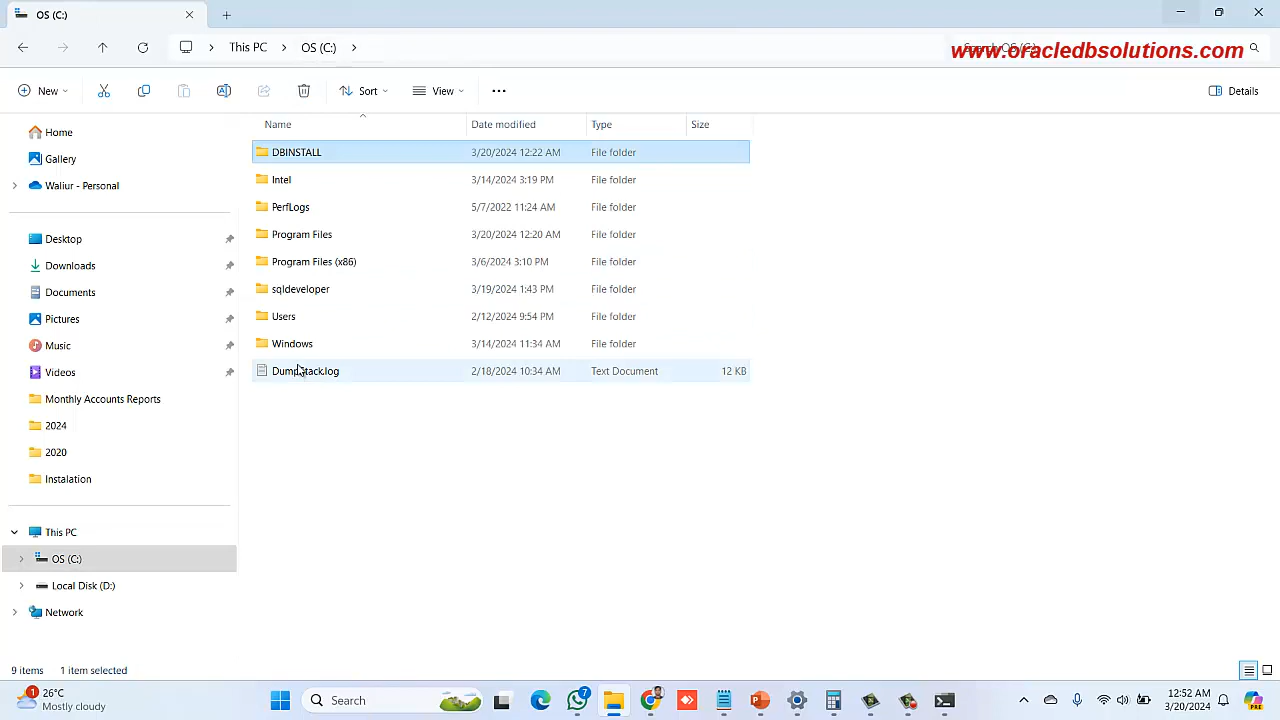 OS (C:)
This PC > OS (C:) >
www.oracledbsolutions.com
New
Sort
View
Details
Name Date modified Type Size
Home
Gallery
Waliur - Personal
Desktop
Downloads
Documents
Pictures
Music
Videos
Monthly Accounts Reports
2024
2020
Instalation
This PC
OS (C:)
Local Disk (D:)
Network
DBINSTALL 3/20/2024 12:22 AM File folder
Intel 3/14/2024 3:19 PM File folder
PerfLogs 5/7/2022 11:24 AM File folder
Program Files 3/20/2024 12:20 AM File folder
Program Files (x86) 3/6/2024 3:10 PM File folder
sqldeveloper 3/19/2024 1:43 PM File folder
Users 2/12/2024 9:54 PM File folder
Windows 3/14/2024 11:34 AM File folder
DumpStack.log 2/18/2024 10:34 AM Text Document 12 KB
9 items 1 item selected
1
26°C
Mostly cloudy
Search
7
12:52 AM
3/20/2024
PRE